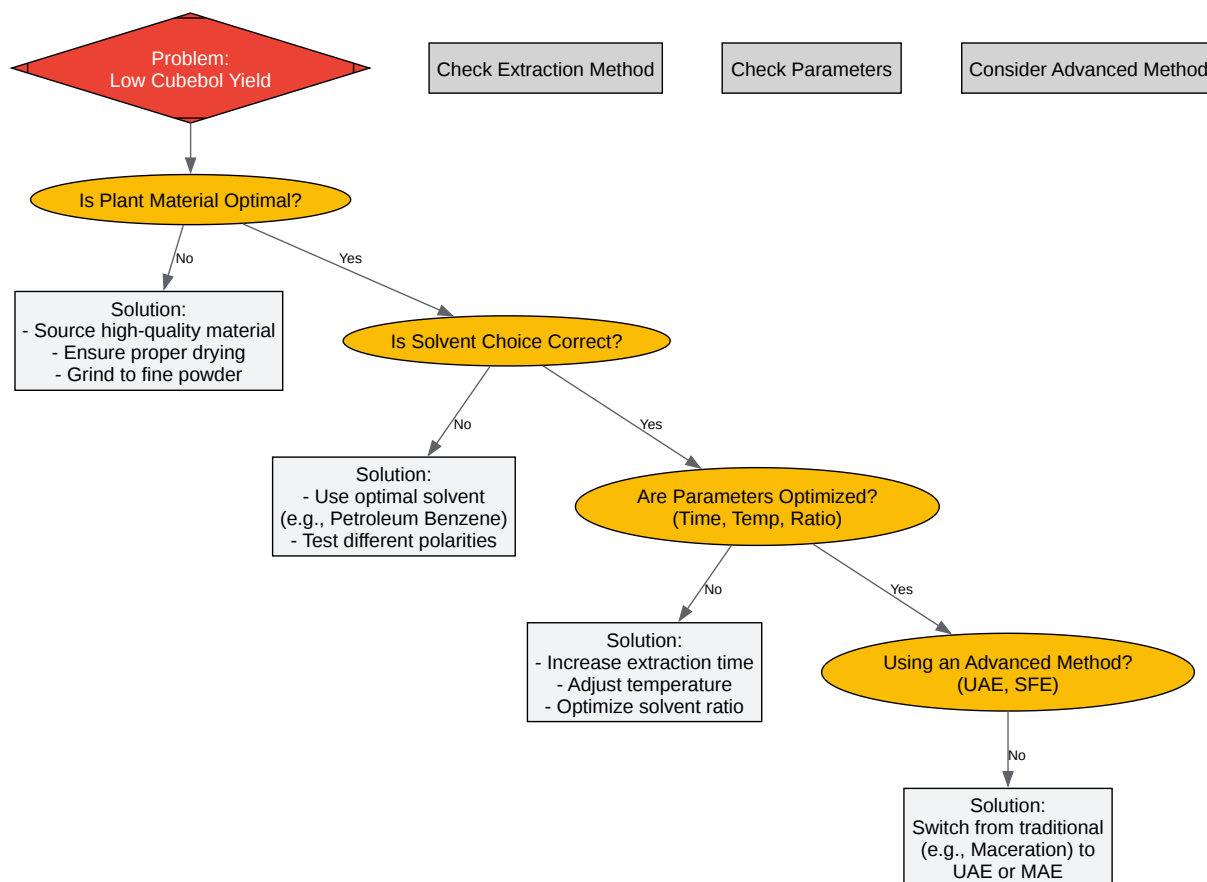 Problem:
Low Cubebol Yield
Check Extraction Method
Check Parameters
Consider Advanced Method
Is Plant Material Optimal?
No
Yes
Solution:
- Source high-quality material
- Ensure proper drying
- Grind to fine powder
Is Solvent Choice Correct?
No
Yes
Solution:
- Use optimal solvent
(e.g., Petroleum Benzene)
- Test different polarities
Are Parameters Optimized?
(Time, Temp, Ratio)
No
Yes
Solution:
- Increase extraction time
- Adjust temperature
- Optimize solvent ratio
Using an Advanced Method?
(UAE, SFE)
No
Solution:
Switch from traditional
(e.g., Maceration) to
UAE or MAE